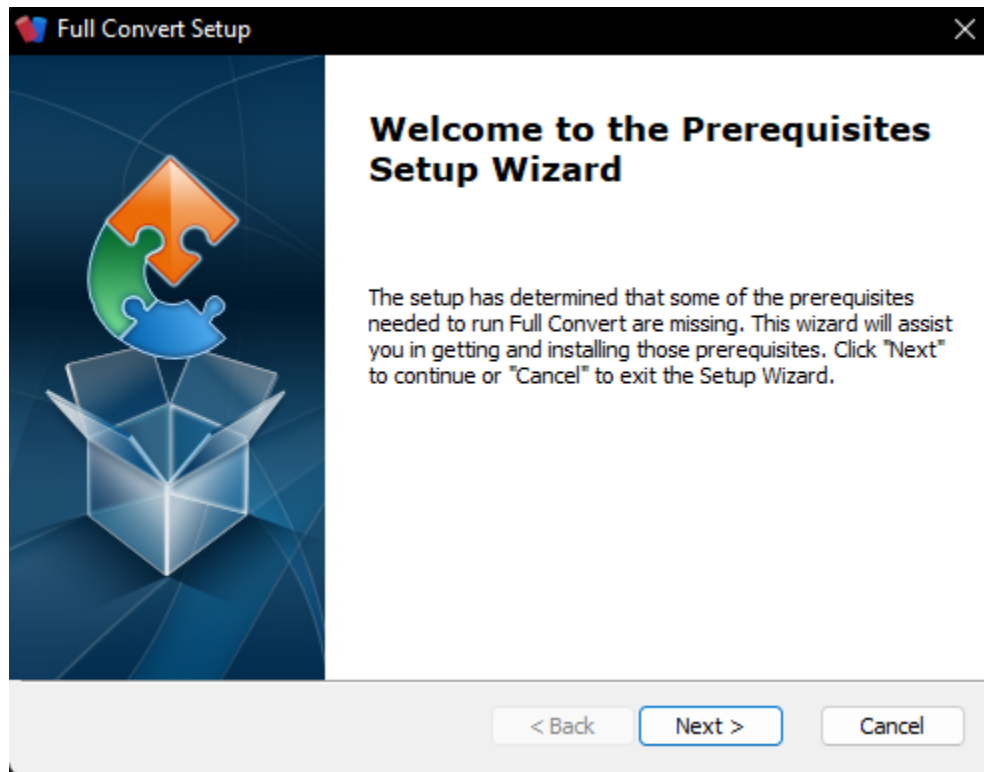 Full Convert Setup
Welcome to the Prerequisites
Setup Wizard
The setup has determined that some of the prerequisites
needed to run Full Convert are missing. This wizard will assist
you in getting and installing those prerequisites. Click "Next"
to continue or "Cancel" to exit the Setup Wizard.
< Back Next > Cancel